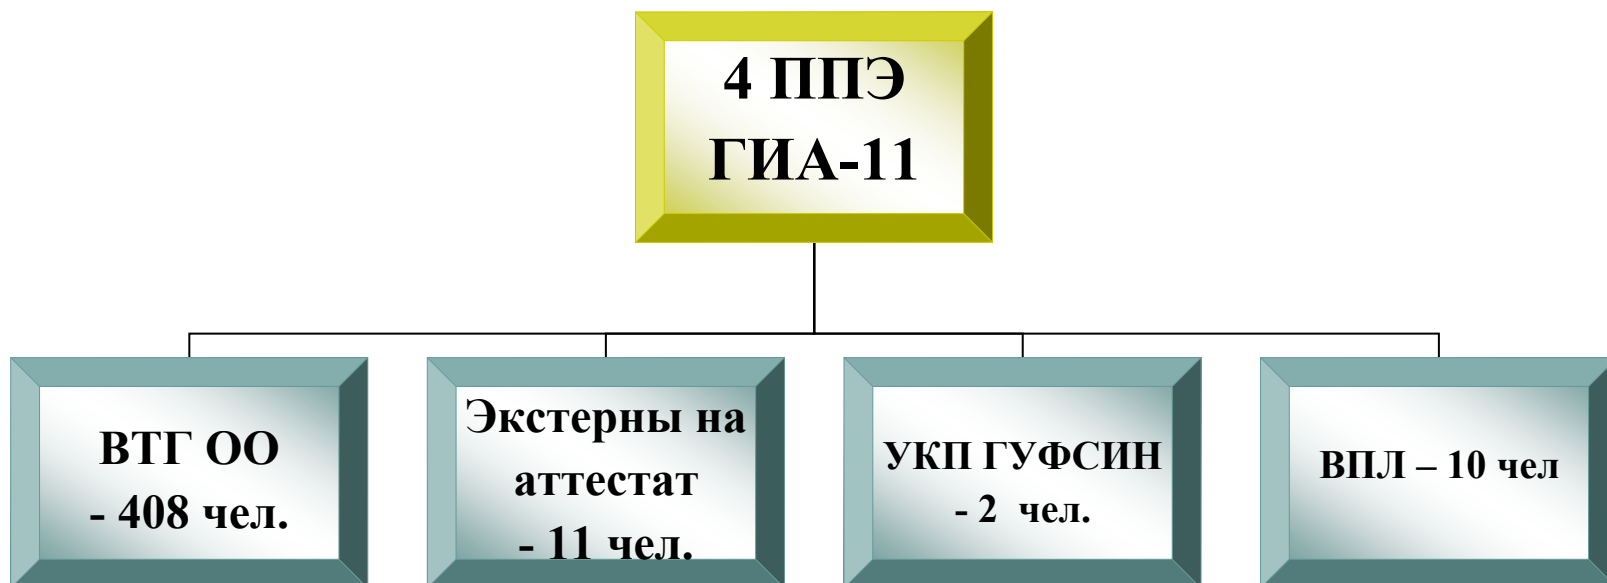 4 ППЭ
ГИА-11
ВТГ ОО
- 408 чел.
Экстерны на
аттестат
- 11 чел.
УКП ГУФСИН
- 2 чел.
ВПЛ – 10 чел